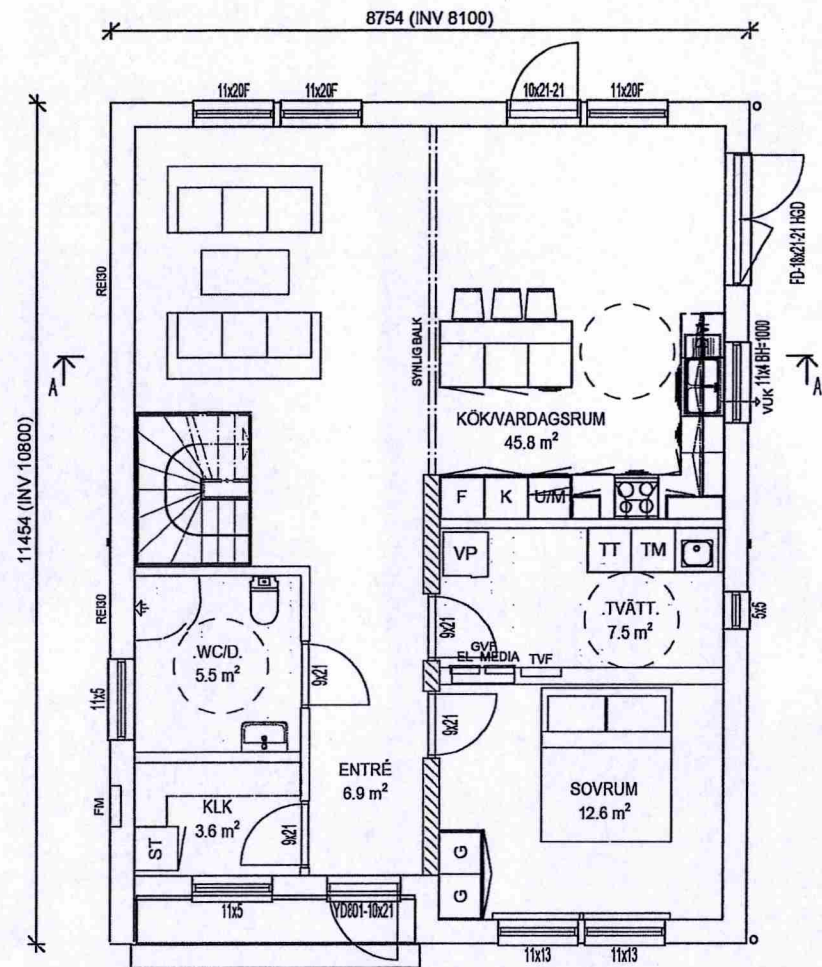 8754 (INV 8100)
11x20F
11x20F
10x21-21
11x20F
11454 (INV 10800)
REI30
SYNLIG BALK
FD-18x21-21 HGD
A
A
11x4 BH=1000
VUK
KÖK/VARDAGSRUM
45.8 m²
F
K
U/M
VP
TT
TM
TVÄTT.
7.5 m²
5x5
9x21
GVF
EL
MEDIA
TVF
REI30
WC/D.
5.5 m²
11x5
9x21
9x21
ENTRÉ
6.9 m²
SOVRUM
12.6 m²
FM
KLK
3.6 m²
ST
9x21
G
G
11x5
YD801-10x21
11x13
11x13